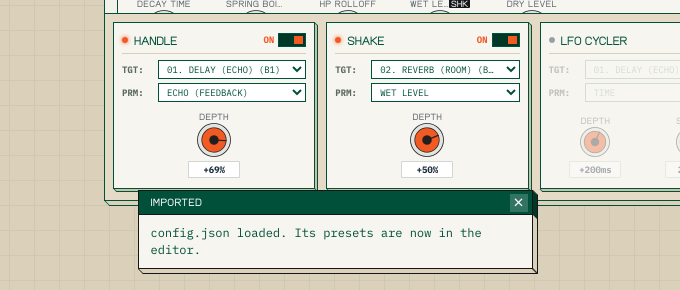 DECAY TIME SPRING BOI… HP ROLLOFF WET LE… SHK DRY LEVEL
HANDLE ON
TGT: 01. DELAY (ECHO) (B1)
PRM: ECHO (FEEDBACK)
DEPTH
+69%
SHAKE ON
TGT: 02. REVERB (ROOM) (B…
PRM: WET LEVEL
DEPTH
+50%
LFO CYCLER
TGT: 01. DELAY (ECHO)
PRM: TIME
DEPTH
+200ms
IMPORTED ✕
config.json loaded. Its presets are now in the
editor.